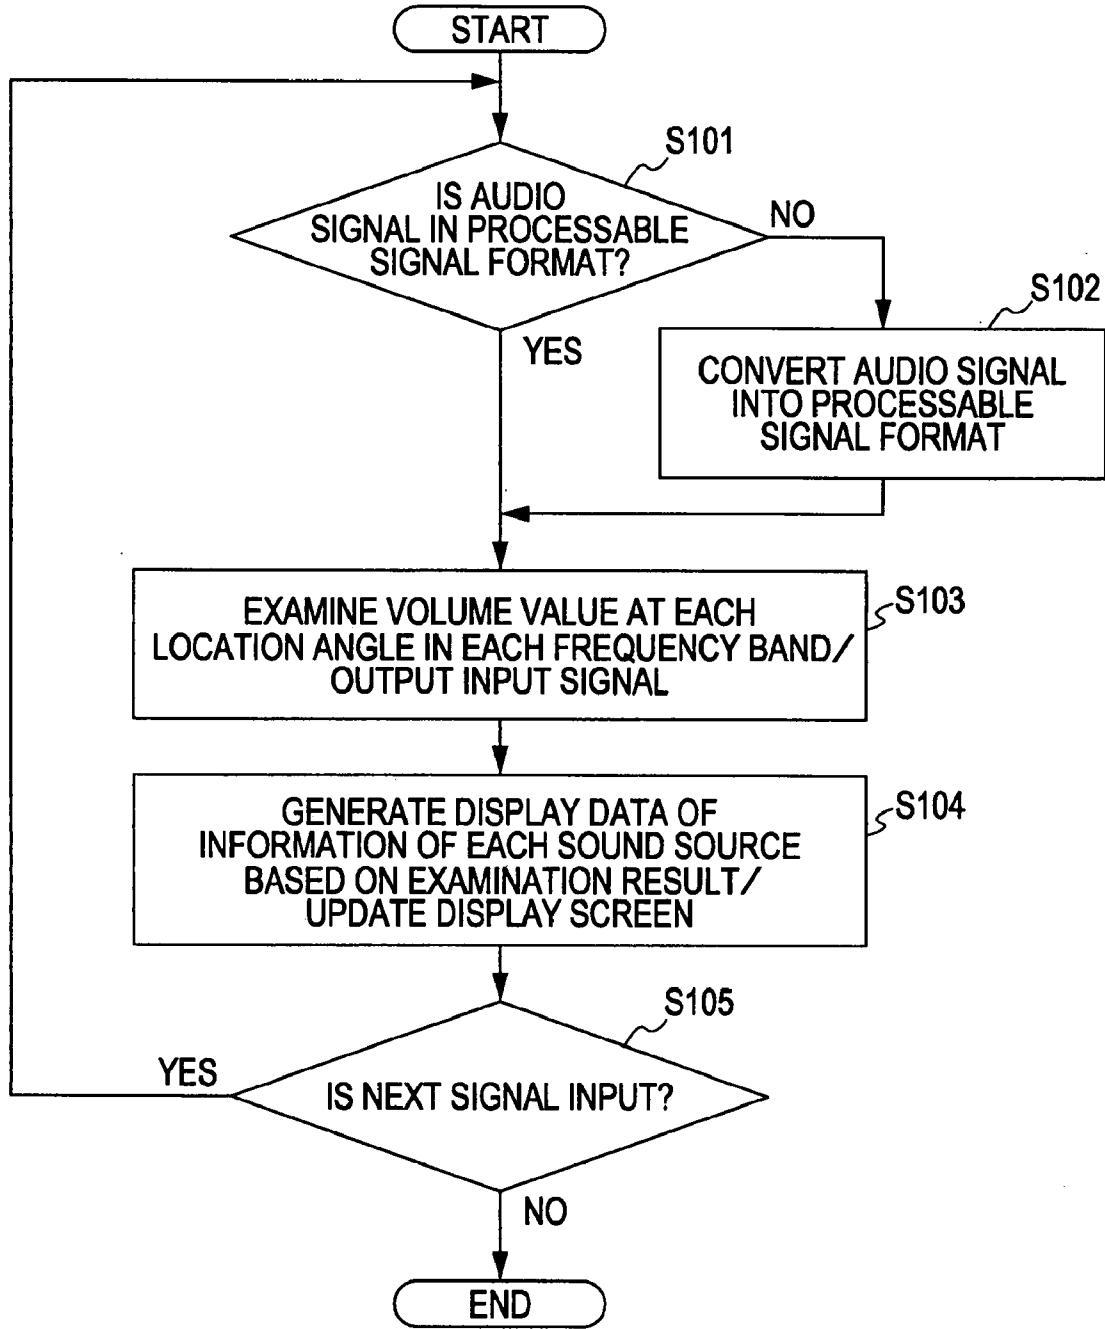 START
S101
IS AUDIO
SIGNAL IN PROCESSABLE
SIGNAL FORMAT?
NO
YES
S102
CONVERT AUDIO SIGNAL
INTO PROCESSABLE
SIGNAL FORMAT
S103
EXAMINE VOLUME VALUE AT EACH
LOCATION ANGLE IN EACH FREQUENCY BAND/
OUTPUT INPUT SIGNAL
S104
GENERATE DISPLAY DATA OF
INFORMATION OF EACH SOUND SOURCE
BASED ON EXAMINATION RESULT/
UPDATE DISPLAY SCREEN
S105
YES
IS NEXT SIGNAL INPUT?
NO
END